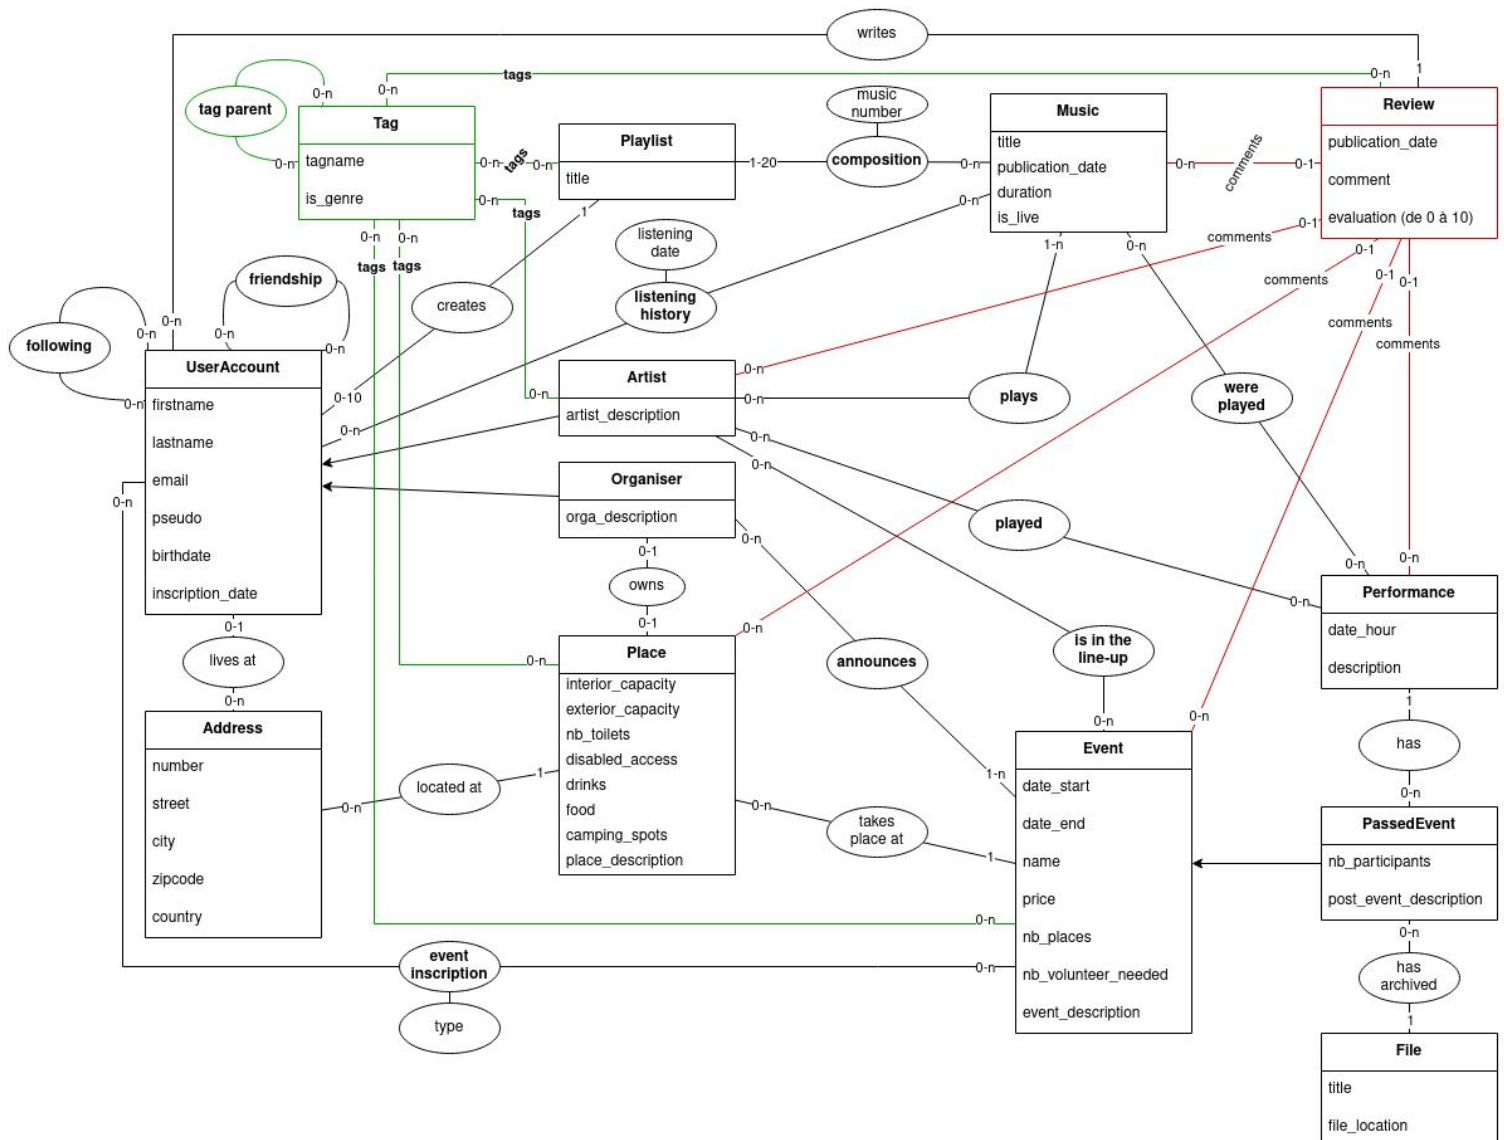 writes
1
tags
0-n
0-n
0-n
tag parent
0-n
Tag
tagname
is_genre
0-n
tags
0-n
0-n
tags
Playlist
title
1-20
composition
music
number
0-n
Music
title
publication_date
duration
is_live
0-n
comments
0-1
Review
publication_date
comment
evaluation (de 0 à 10)
0-n
0-n
tags
tags
1
listening
date
listening
history
0-n
1-n
0-n
comments
0-1
comments
0-1
0-1
0-1
comments
comments
friendship
0-n
0-n
creates
following
0-n
0-n
0-n
UserAccount
firstname
lastname
email
pseudo
birthdate
inscription_date
0-10
0-n
0-n
Artist
artist_description
0-n
0-n
0-n
0-n
0-n
plays
were
played
Organiser
orga_description
0-n
0-n
0-1
owns
0-1
played
0-n
0-n
0-n
Performance
date_hour
description
0-1
lives at
0-n
0-n
Place
interior_capacity
exterior_capacity
nb_toilets
disabled_access
drinks
food
camping_spots
place_description
0-n
announces
is in the
line-up
0-n
0-n
1
has
0-n
Address
number
street
city
zipcode
country
0-n
located at
1
0-n
takes
place at
1
1-n
Event
date_start
date_end
name
price
nb_places
nb_volunteer_needed
event_description
PassedEvent
nb_participants
post_event_description
0-n
0-n
event
inscription
type
0-n
has
archived
1
File
title
file_location